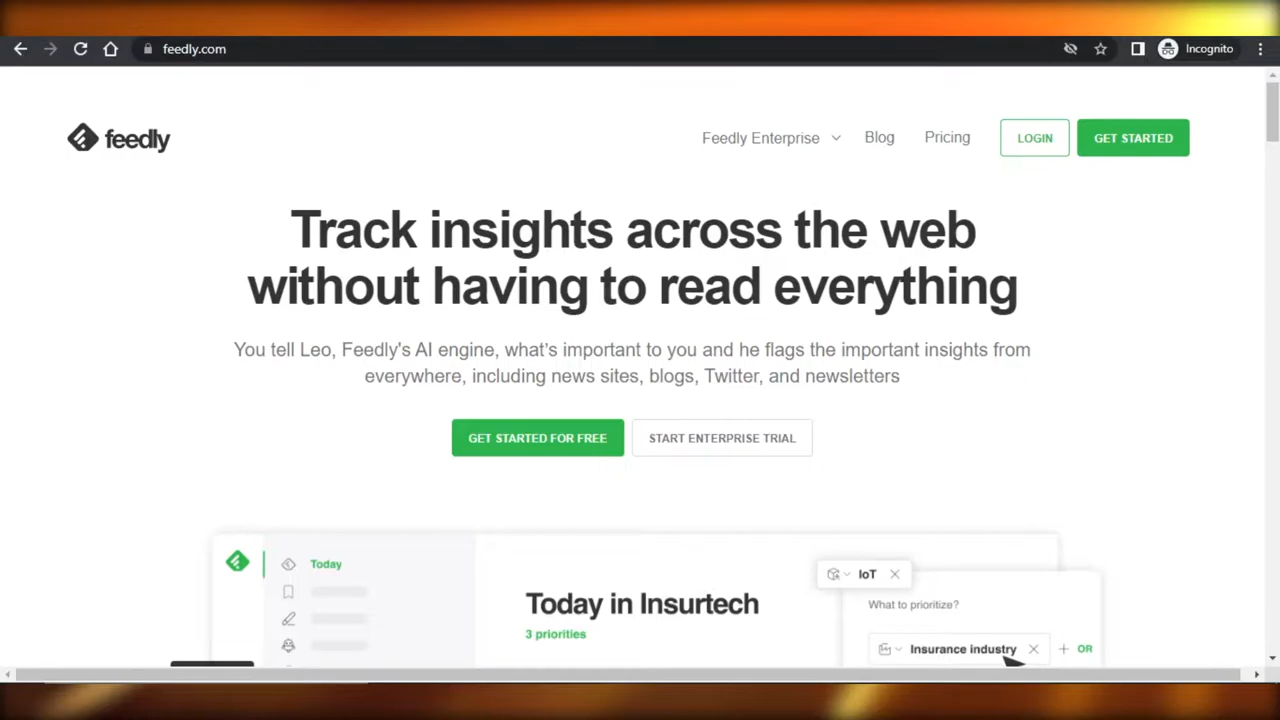 feedly.com
Incognito
feedly
Feedly Enterprise
Blog
Pricing
LOGIN
GET STARTED
Track insights across the web
without having to read everything
You tell Leo, Feedly's AI engine, what's important to you and he flags the important insights from
everywhere, including news sites, blogs, Twitter, and newsletters
GET STARTED FOR FREE
START ENTERPRISE TRIAL
Today
IoT
Today in Insurtech
What to prioritize?
3 priorities
Insurance industry
OR